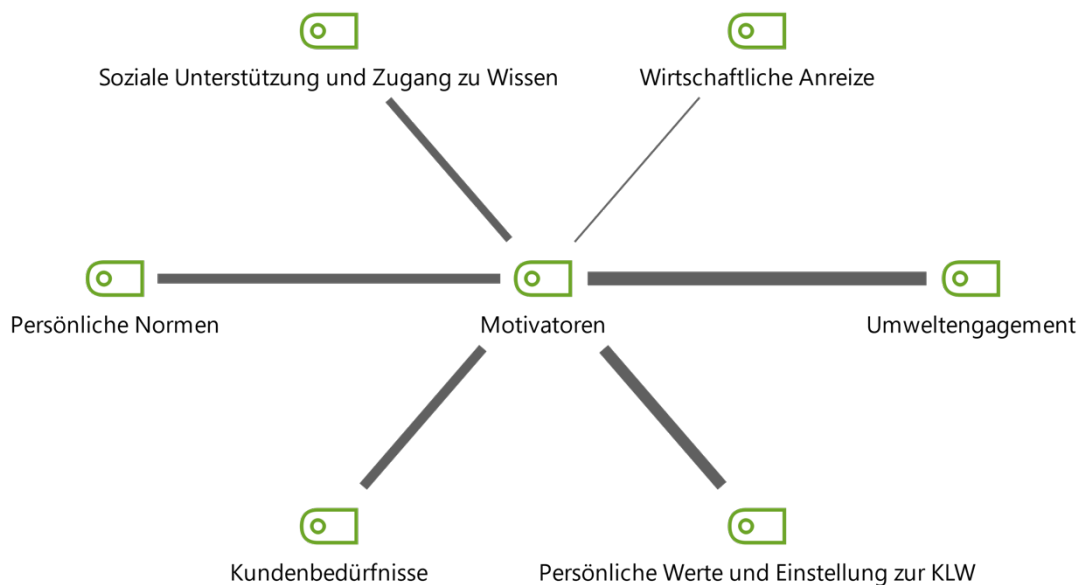 Soziale Unterstützung und Zugang zu Wissen
Wirtschaftliche Anreize
Persönliche Normen
Motivatoren
Umweltengagement
Kundenbedürfnisse
Persönliche Werte und Einstellung zur KLW